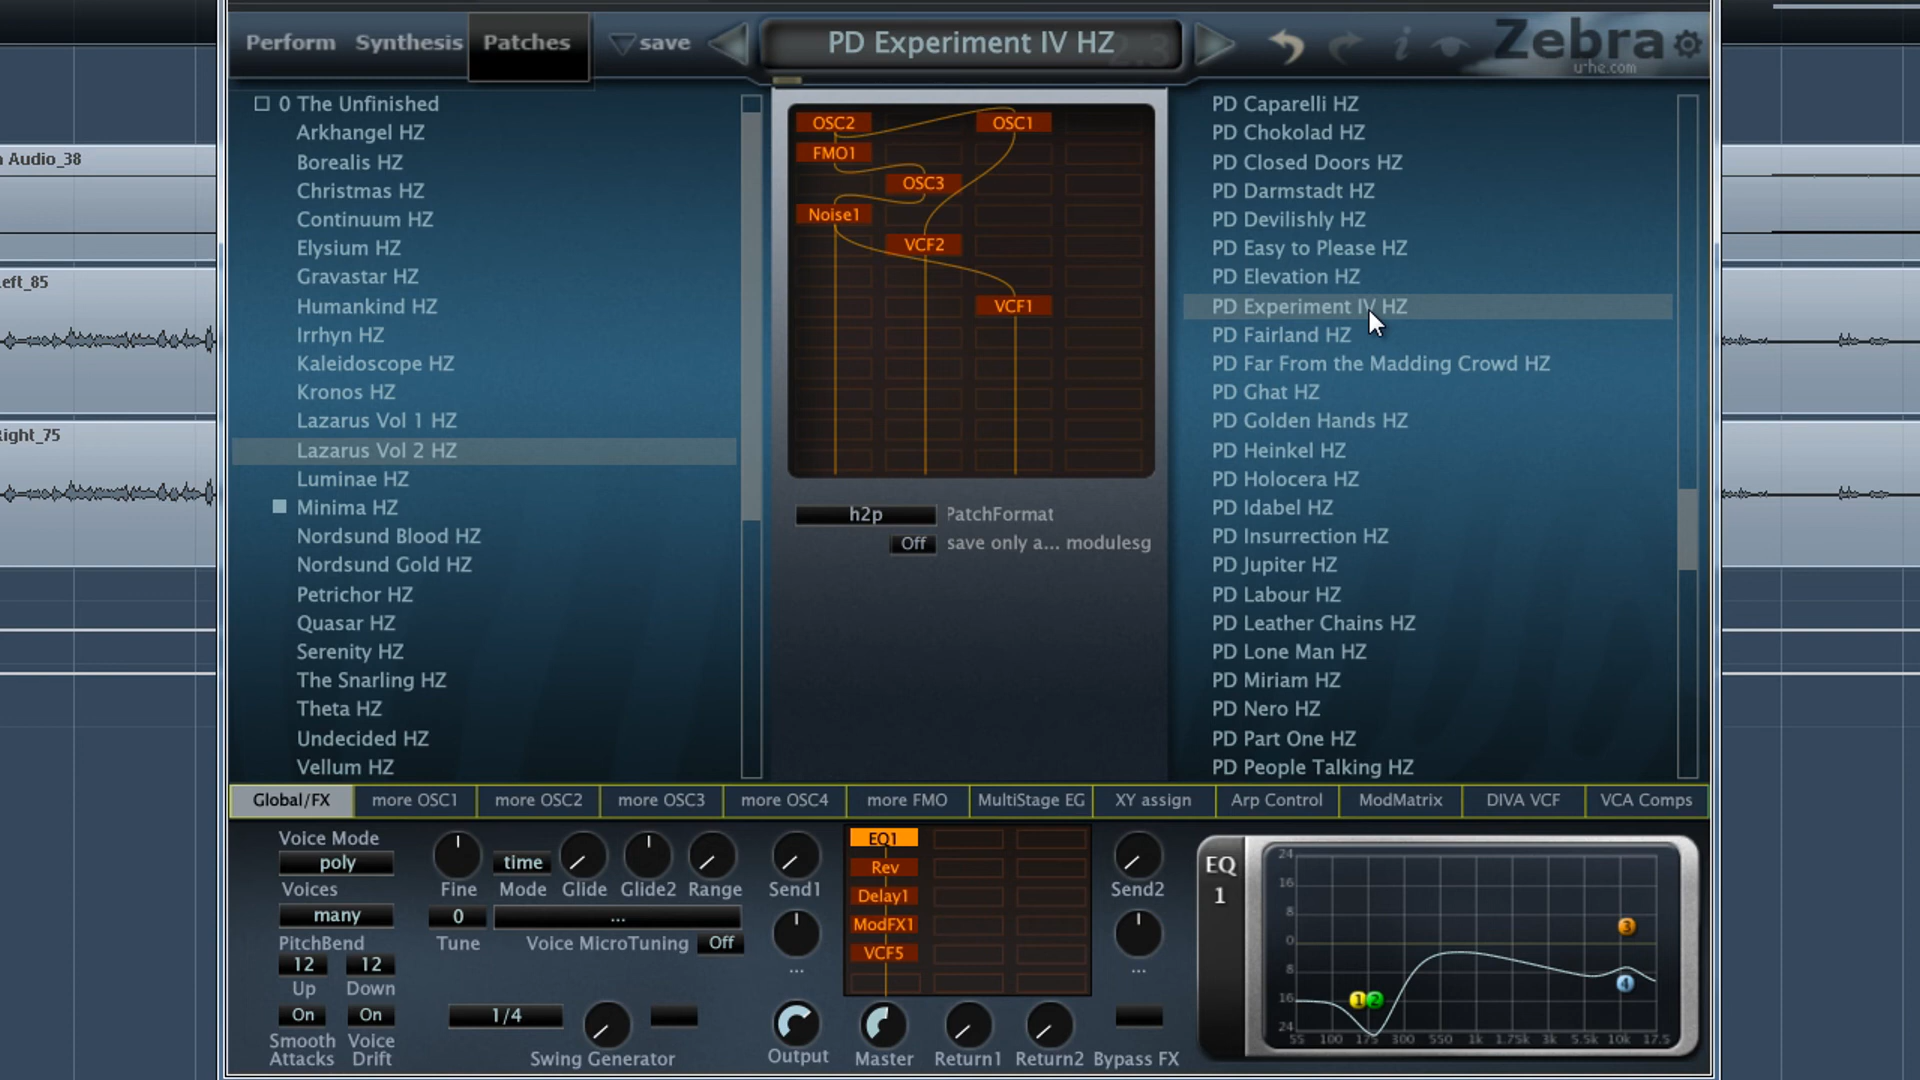 Perform Synthesis Patches save PD Experiment IV HZ Zebra
u-he.com
Audio_38
eft_85
Right_75
0 The Unfinished
Arkhangel HZ
Borealis HZ
Christmas HZ
Continuum HZ
Elysium HZ
Gravastar HZ
Humankind HZ
Irrhyn HZ
Kaleidoscope HZ
Kronos HZ
Lazarus Vol 1 HZ
Lazarus Vol 2 HZ
Luminae HZ
Minima HZ
Nordsund Blood HZ
Nordsund Gold HZ
Petrichor HZ
Quasar HZ
Serenity HZ
The Snarling HZ
Theta HZ
Undecided HZ
Vellum HZ
OSC2 OSC1
FMO1
OSC3
Noise1
VCF2
VCF1
h2p PatchFormat
Off save only a... modulesg
PD Caparelli HZ
PD Chokolad HZ
PD Closed Doors HZ
PD Darmstadt HZ
PD Devilishly HZ
PD Easy to Please HZ
PD Elevation HZ
PD Experiment IV HZ
PD Fairland HZ
PD Far From the Madding Crowd HZ
PD Ghat HZ
PD Golden Hands HZ
PD Heinkel HZ
PD Holocera HZ
PD Idabel HZ
PD Insurrection HZ
PD Jupiter HZ
PD Labour HZ
PD Leather Chains HZ
PD Lone Man HZ
PD Miriam HZ
PD Nero HZ
PD Part One HZ
PD People Talking HZ
Global/FX more OSC1 more OSC2 more OSC3 more OSC4 more FMO MultiStage EG XY assign Arp Control ModMatrix DIVA VCF VCA Comps
Voice Mode
poly
Voices
many
PitchBend
12 12
Up Down
On On
Smooth Voice
Attacks Drift
time
Fine Mode Glide Glide2 Range
0 ...
Tune Voice MicroTuning Off
1/4
Swing Generator
Send1
...
Output
EQ1
Rev
Delay1
ModFX1
VCF5
Master Return1 Return2 Bypass FX
Send2
...
EQ
1
24
16
8
0
8
16
24
1 2 3 4
55 100 175 300 550 1k 1.75k 3k 5.5k 10k 17.5